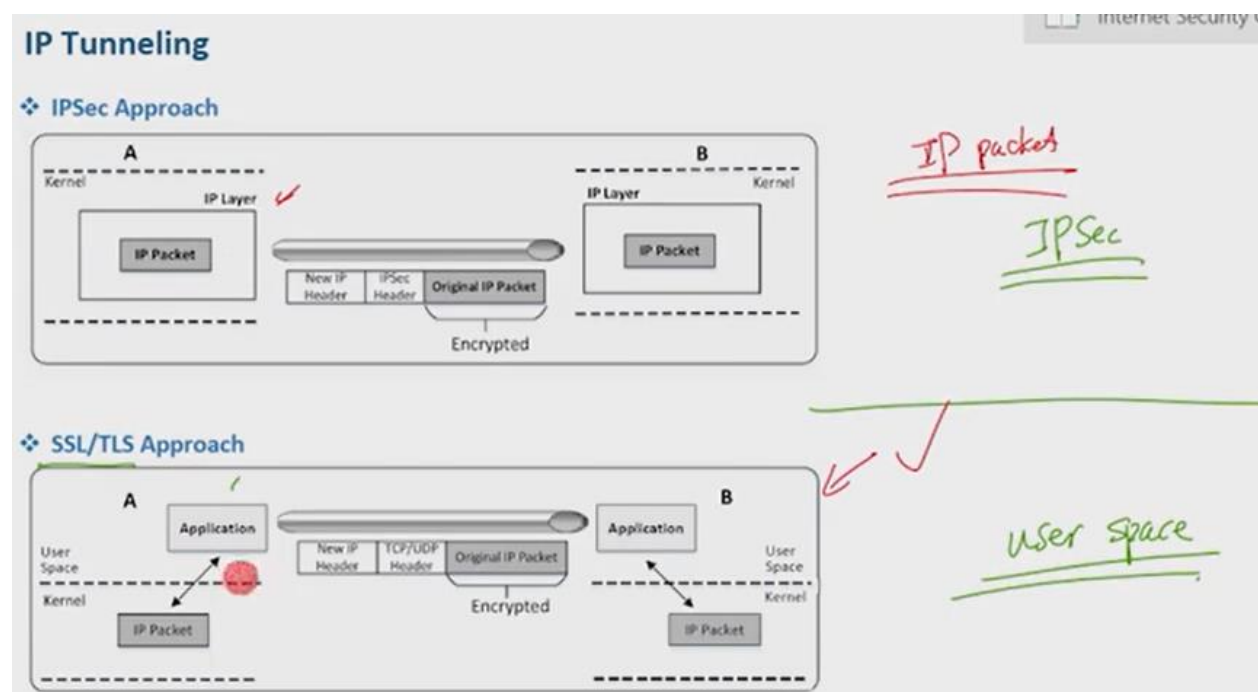 Internet Security
IP Tunneling
❖ IPSec Approach
A
B
Kernel
Kernel
IP Layer
IP Layer
IP Packet
IP Packet
New IP Header
IPSec Header
Original IP Packet
Encrypted
IP packets
IPSec
❖ SSL/TLS Approach
A
B
Application
Application
User Space
User Space
Kernel
Kernel
New IP Header
TCP/UDP Header
Original IP Packet
Encrypted
IP Packet
IP Packet
user space